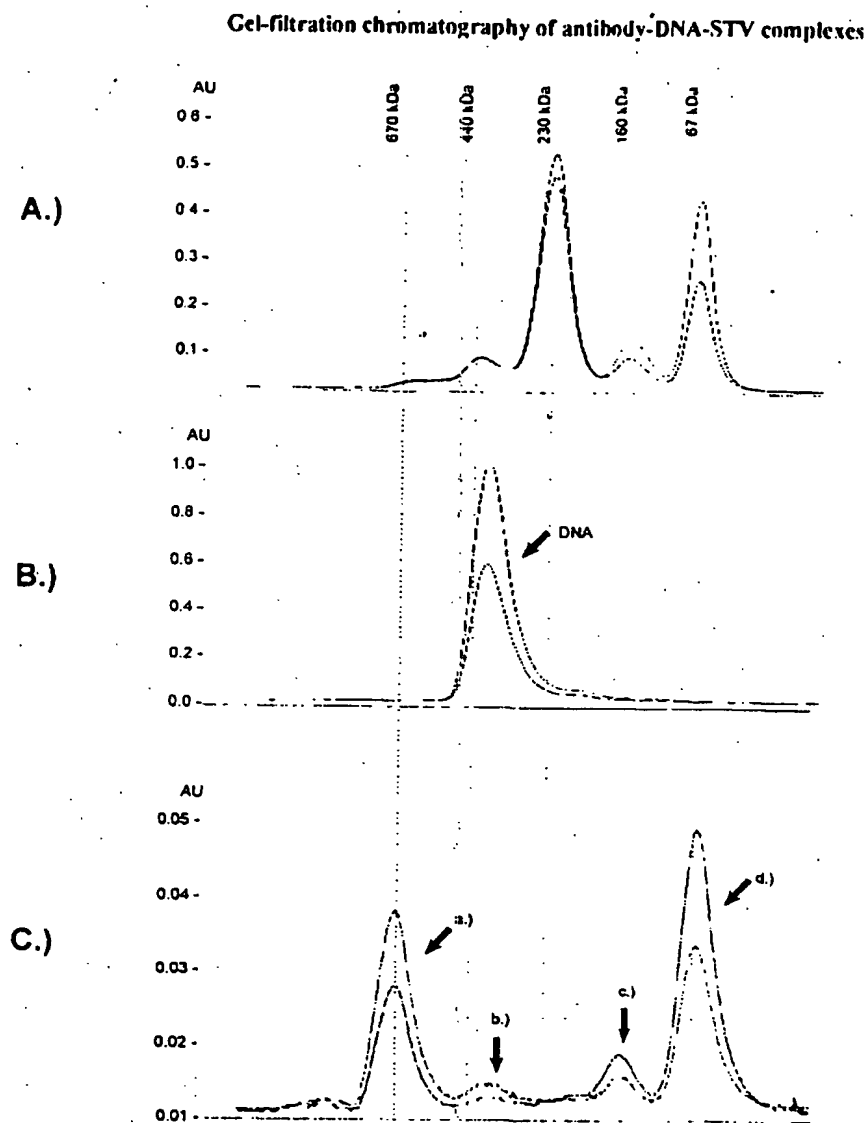 Gel-filtration chromatography of antibody-DNA-STV complexes
AU
670 kDa
440 kDa
230 kDa
160 kDa
67 kDa
A.)
0.6 -
0.5 -
0.4 -
0.3 -
0.2 -
0.1 -
B.)
AU
1.0 -
0.8 -
0.6 -
0.4 -
0.2 -
0.0 -
DNA
C.)
AU
0.05 -
0.04 -
0.03 -
0.02 -
0.01 -
a.)
b.)
c.)
d.)